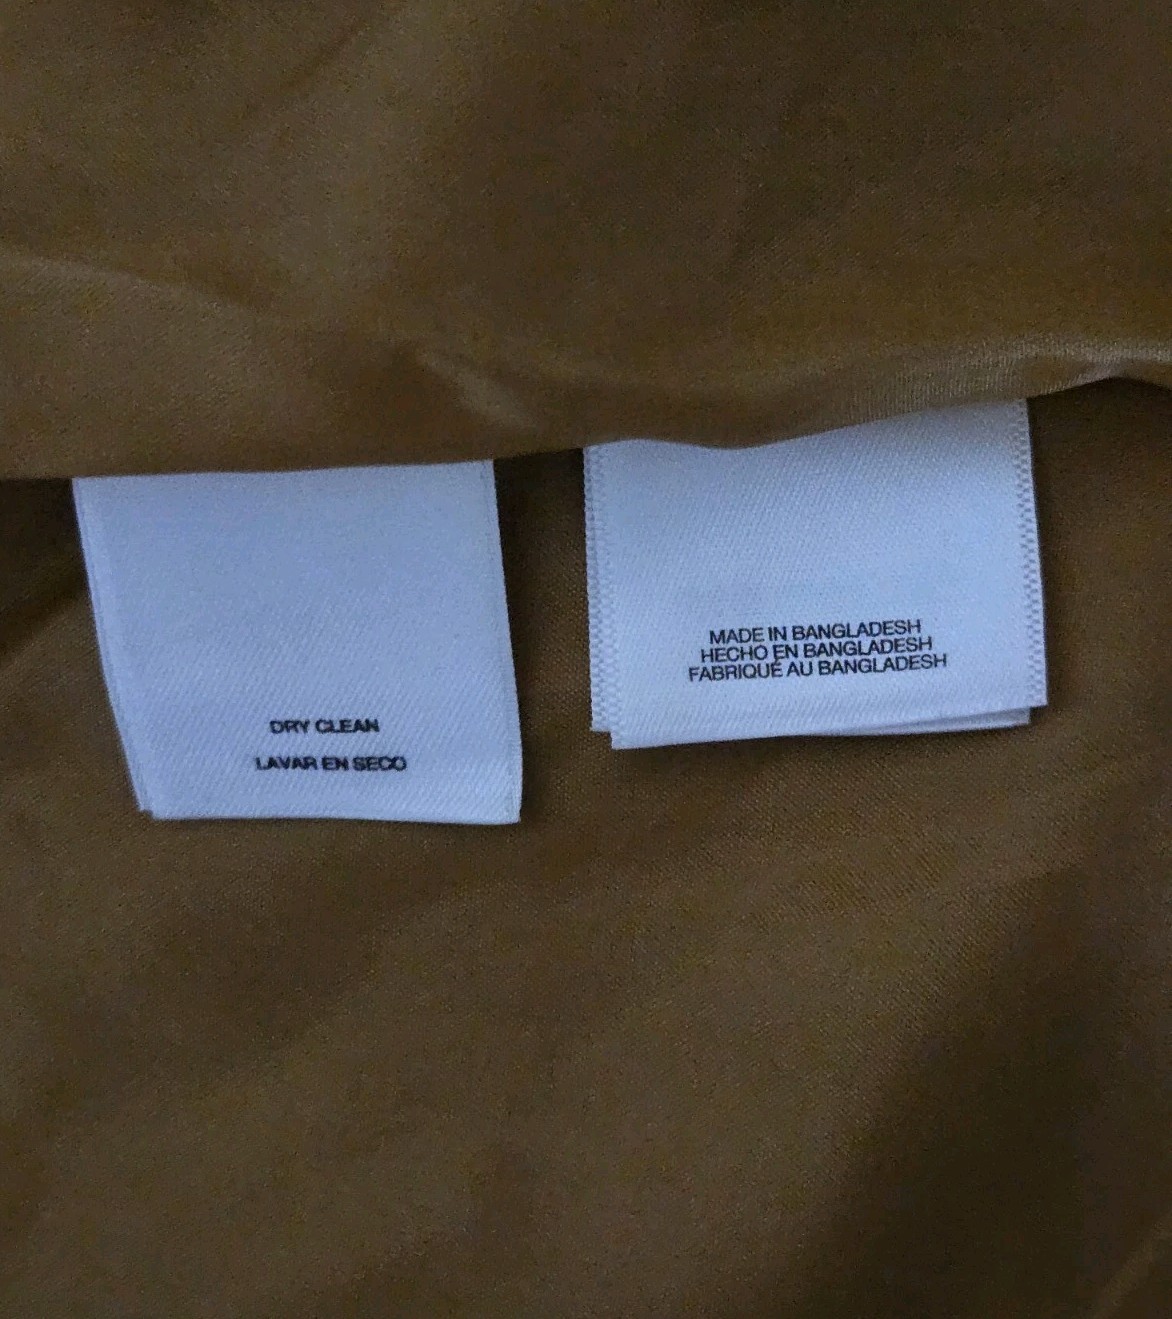 DRY CLEAN
LAVAR EN SECO
MADE IN BANGLADESH
HECHO EN BANGLADESH
FABRIQUÉ AU BANGLADESH